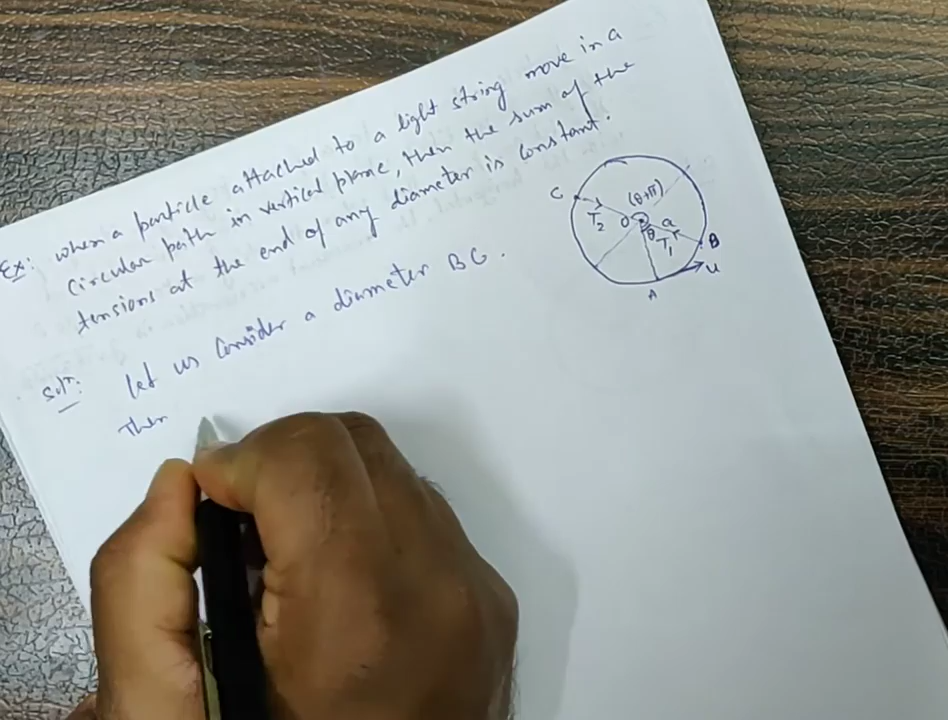 Ex: when a particle attached to a light string move in a
circular path in vertical plane, then the sum of the
tensions at the end of any diameter is constant.
Solⁿ: Let us consider a diameter BC.
Then
C
T₂
O
(θ+π)
θ
a
T₁
B
A
u